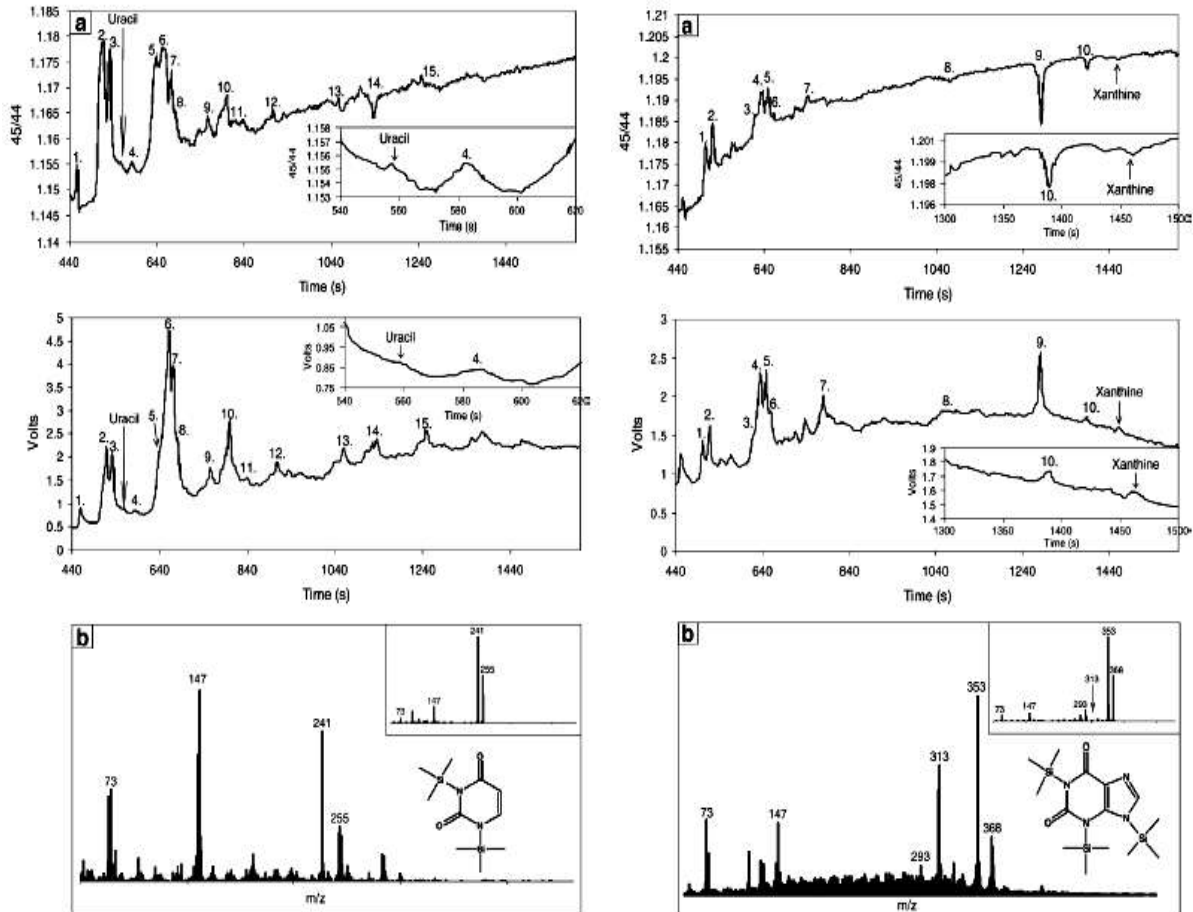 a
1.185
1.18
1.175
1.17
1.165
1.16
1.155
1.15
1.145
1.14
45/44
440 640 840 1040 1240 1440
Time (s)
Uracil
1. 2. 3. 4. 5. 6. 7. 8. 9. 10. 11. 12. 13. 14. 15.
1.158
1.156
1.154
1.153
45/44
Uracil
4.
540 560 580 600 620
Time (s)
5
4.5
4
3.5
3
2.5
2
1.5
1
0.5
0
Volts
440 640 840 1040 1240 1440
Time (s)
Uracil
1. 2. 3. 4. 5. 6. 7. 8. 9. 10. 11. 12. 13. 14. 15.
1.05
0.95
0.85
0.75
Volts
Uracil
4.
540 560 580 600
Time (s)
b
73
147
241
255
m/z
73
147
241
255
O
N
Si
O
N
Si
a
1.21
1.205
1.2
1.195
1.19
1.185
1.18
1.175
1.17
1.165
1.16
1.155
45/44
440 640 840 1040 1240 1440
Time (s)
1. 2. 3. 4. 5. 6. 7. 8. 9. 10.
Xanthine
1.201
1.199
1.198
1.196
45/44
10.
Xanthine
1300 1350 1400 1450
Time (s)
3
2.5
2
1.5
1
0.5
0
Volts
440 640 840 1040 1240 1440
Time (s)
1. 2. 3. 4. 5. 6. 7. 8. 9. 10.
Xanthine
1.9
1.8
1.7
1.6
1.5
1.4
Volts
10.
Xanthine
1300 1350 1400 1450
Time (s)
b
73
147
293
313
353
368
m/z
73
147
293
313
353
368
O
Si
N
N
O
N
N
Si
Si